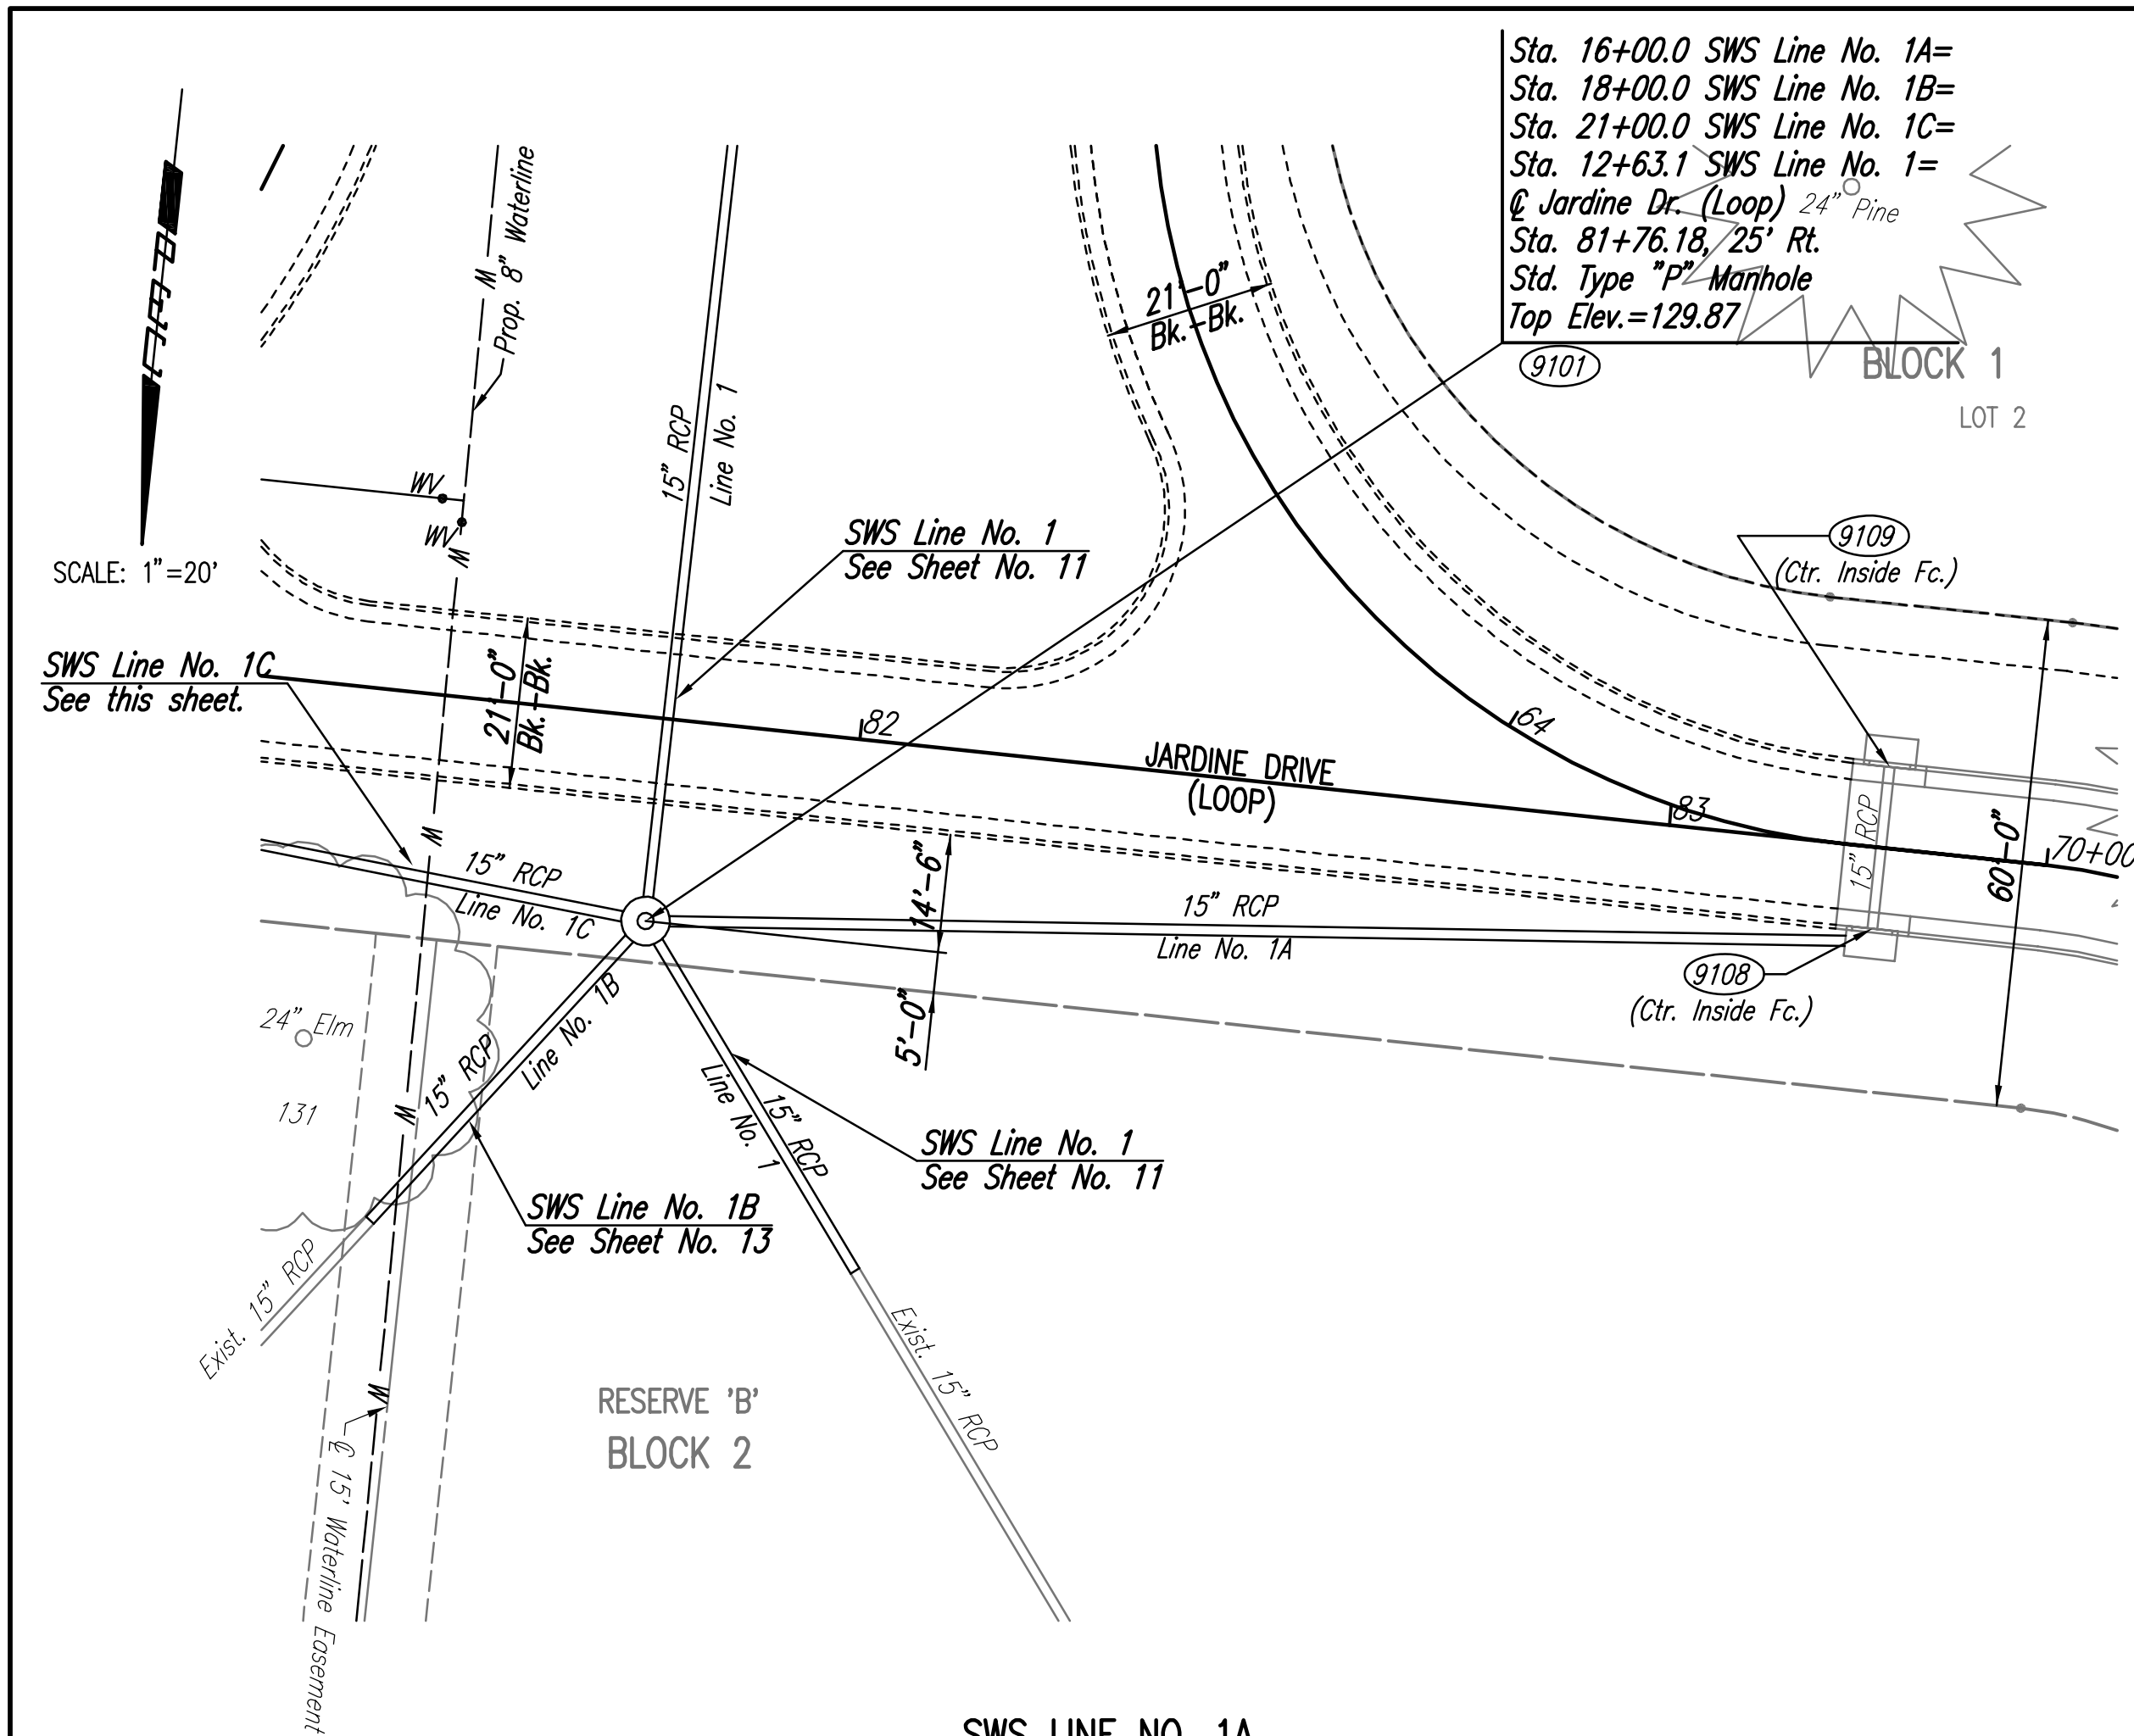 Sta. 16+00.0 SWS Line No. 1A=
Sta. 18+00.0 SWS Line No. 1B=
Sta. 21+00.0 SWS Line No. 1C=
Sta. 12+63.1 SWS Line No. 1=
℄ Jardine Dr. (Loop)
Sta. 81+76.18, 25' Rt.
Std. Type "P" Manhole
Top Elev.=129.87
9101
24" Pine
BLOCK 1
LOT 2
Prop. 8" Waterline
W
21'-0"
Bk.-Bk.
15" RCP
Line No. 1
WV
WV
W
SCALE: 1"=20'
SWS Line No. 1
See Sheet No. 11
9109
(Ctr. Inside Fc.)
SWS Line No. 1C
See this sheet.
21'-0"
Bk.-Bk.
82
64
JARDINE DRIVE
(LOOP)
83
15" RCP
60'-0"
70+00
W
15" RCP
Line No. 1C
14'-6"
15" RCP
Line No. 1A
9108
(Ctr. Inside Fc.)
5'-0"
24" Elm
131
W
15" RCP
Line No. 1B
Line No. 1
15" RCP
SWS Line No. 1
See Sheet No. 11
SWS Line No. 1B
See Sheet No. 13
Exist. 15" RCP
Exist. 15" RCP
W
RESERVE 'B'
BLOCK 2
℄ 15' Waterline Easement
SWS LINE NO. 1A